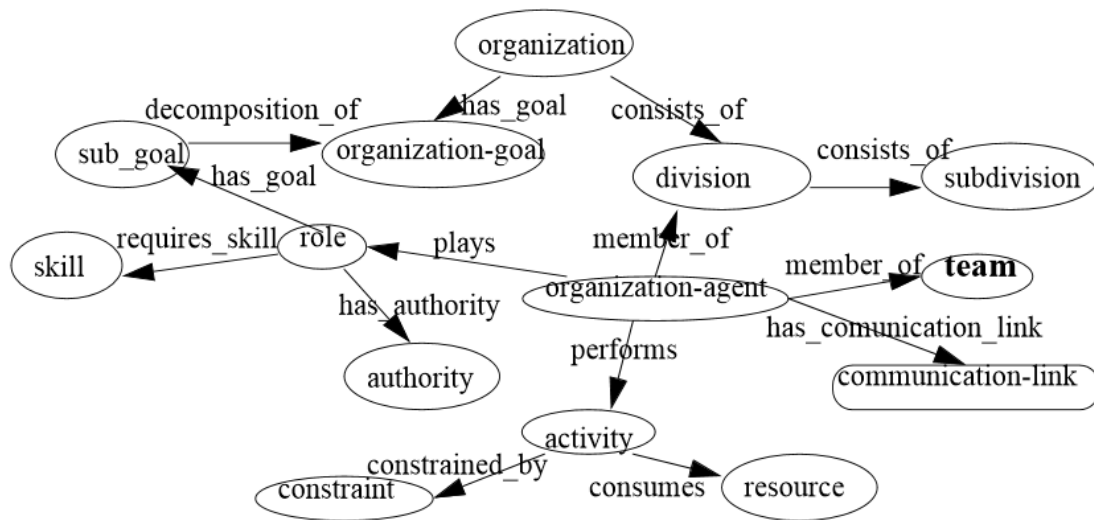 organization
decomposition_of
has_goal
consists_of
sub_goal
organization-goal
consists_of
has_goal
division
subdivision
requires_skill
role
plays
member_of
skill
member_of
team
organization-agent
has_authority
has_comunication_link
performs
authority
communication-link
activity
constrained_by
constraint
consumes
resource